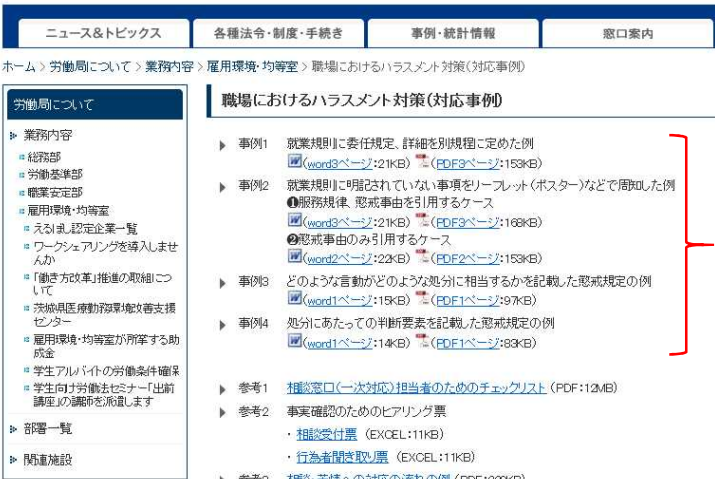 ニュース&トピックス
各種法令・制度・手続き
事例・統計情報
窓口案内
ホーム > 労働局について > 業務内容 > 雇用環境・均等室 > 職場におけるハラスメント対策(対応事例)
労働局について
業務内容
総務部
労働基準部
職業安定部
雇用環境・均等室
えるぼし認定企業一覧
ワークシェアリングを導入しませ
んか
「働き方改革」推進の取組につ
いて
茨城県医療勤務環境改善支援
センター
雇用環境・均等室が所掌する助
成金
学生アルバイトの労働条件確保
学生向け労働法セミナー「出前
講座」の講師を派遣します
部署一覧
関連施設
職場におけるハラスメント対策(対応事例)
事例1 就業規則に委任規定、詳細を別規程に定めた例
(word3ページ:21KB) (PDF3ページ:153KB)
事例2 就業規則に明記されていない事項をリーフレット(ポスター)などで周知した例
❶服務規律、懲戒事由を引用するケース
(word3ページ:21KB) (PDF3ページ:168KB)
❷懲戒事由のみ引用するケース
(word2ページ:22KB) (PDF2ページ:153KB)
事例3 どのような言動がどのような処分に相当するかを記載した懲戒規定の例
(word1ページ:15KB) (PDF1ページ:97KB)
事例4 処分にあたっての判断要素を記載した懲戒規定の例
(word1ページ:14KB) (PDF1ページ:83KB)
参考1 相談窓口(一次対応)担当者のためのチェックリスト (PDF:12MB)
参考2 事実確認のためのヒアリング票
・相談受付票 (EXCEL:11KB)
・行為者聞き取り票 (EXCEL:11KB)